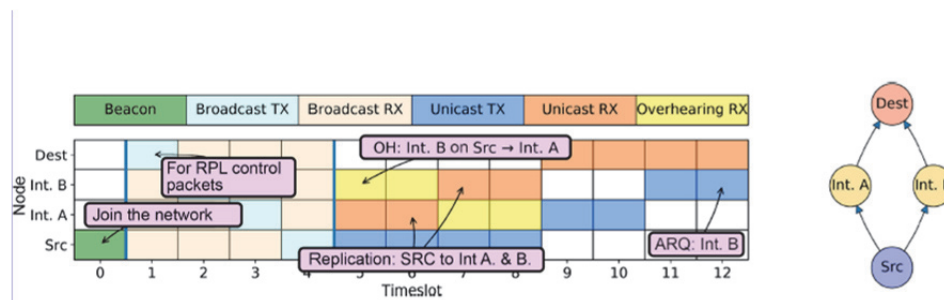 Beacon
Broadcast TX
Broadcast RX
Unicast TX
Unicast RX
Overhearing RX
Dest
Int. B
Int. A
Src
Node
OH: Int. B on Src → Int. A
For RPL control
packets
Join the network
Replication: SRC to Int A. & B.
ARQ: Int. B
0 1 2 3 4 5 6 7 8 9 10 11 12
Timeslot
Dest
Int. A
Int.
Src